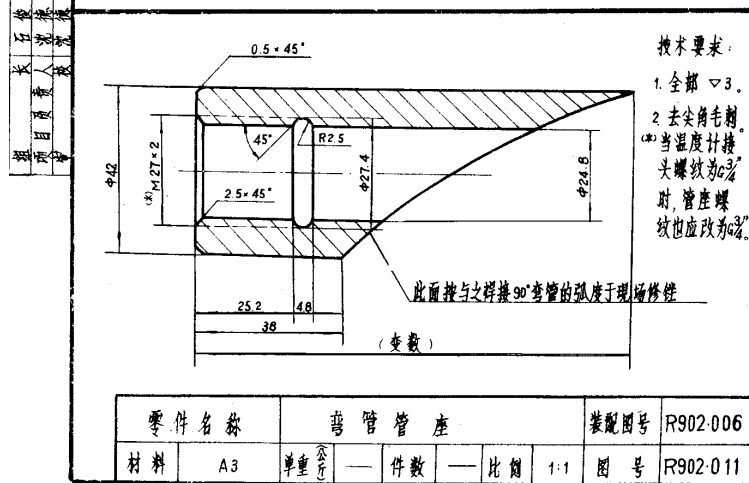 0.5×45°
技术要求:
1. 全部 ▽3。
2 去尖角毛刺。
(*)当温度计接
头螺纹为G3/4"
时,管座螺
纹也应改为G3/4"。
φ42
(*)M27×2
45°
R2.5
φ27.4
φ24.8
2.5×45°
此面按与之焊接90°弯管的弧度于现场修锉
25.2 4.8
38
(变数)
零件名称 弯管管座 装配图号 R902-006
材料 A3 单重(公斤) — 件数 — 比例 1:1 图号 R902-011